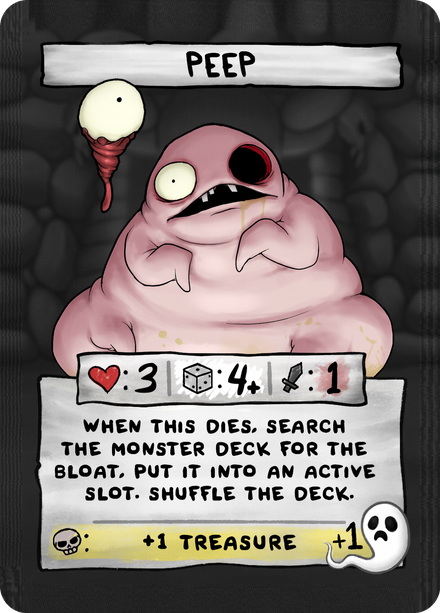 PEEP
:3 :4+ :1
WHEN THIS DIES, SEARCH
THE MONSTER DECK FOR THE
BLOAT, PUT IT INTO AN ACTIVE
SLOT. SHUFFLE THE DECK.
: +1 TREASURE +1